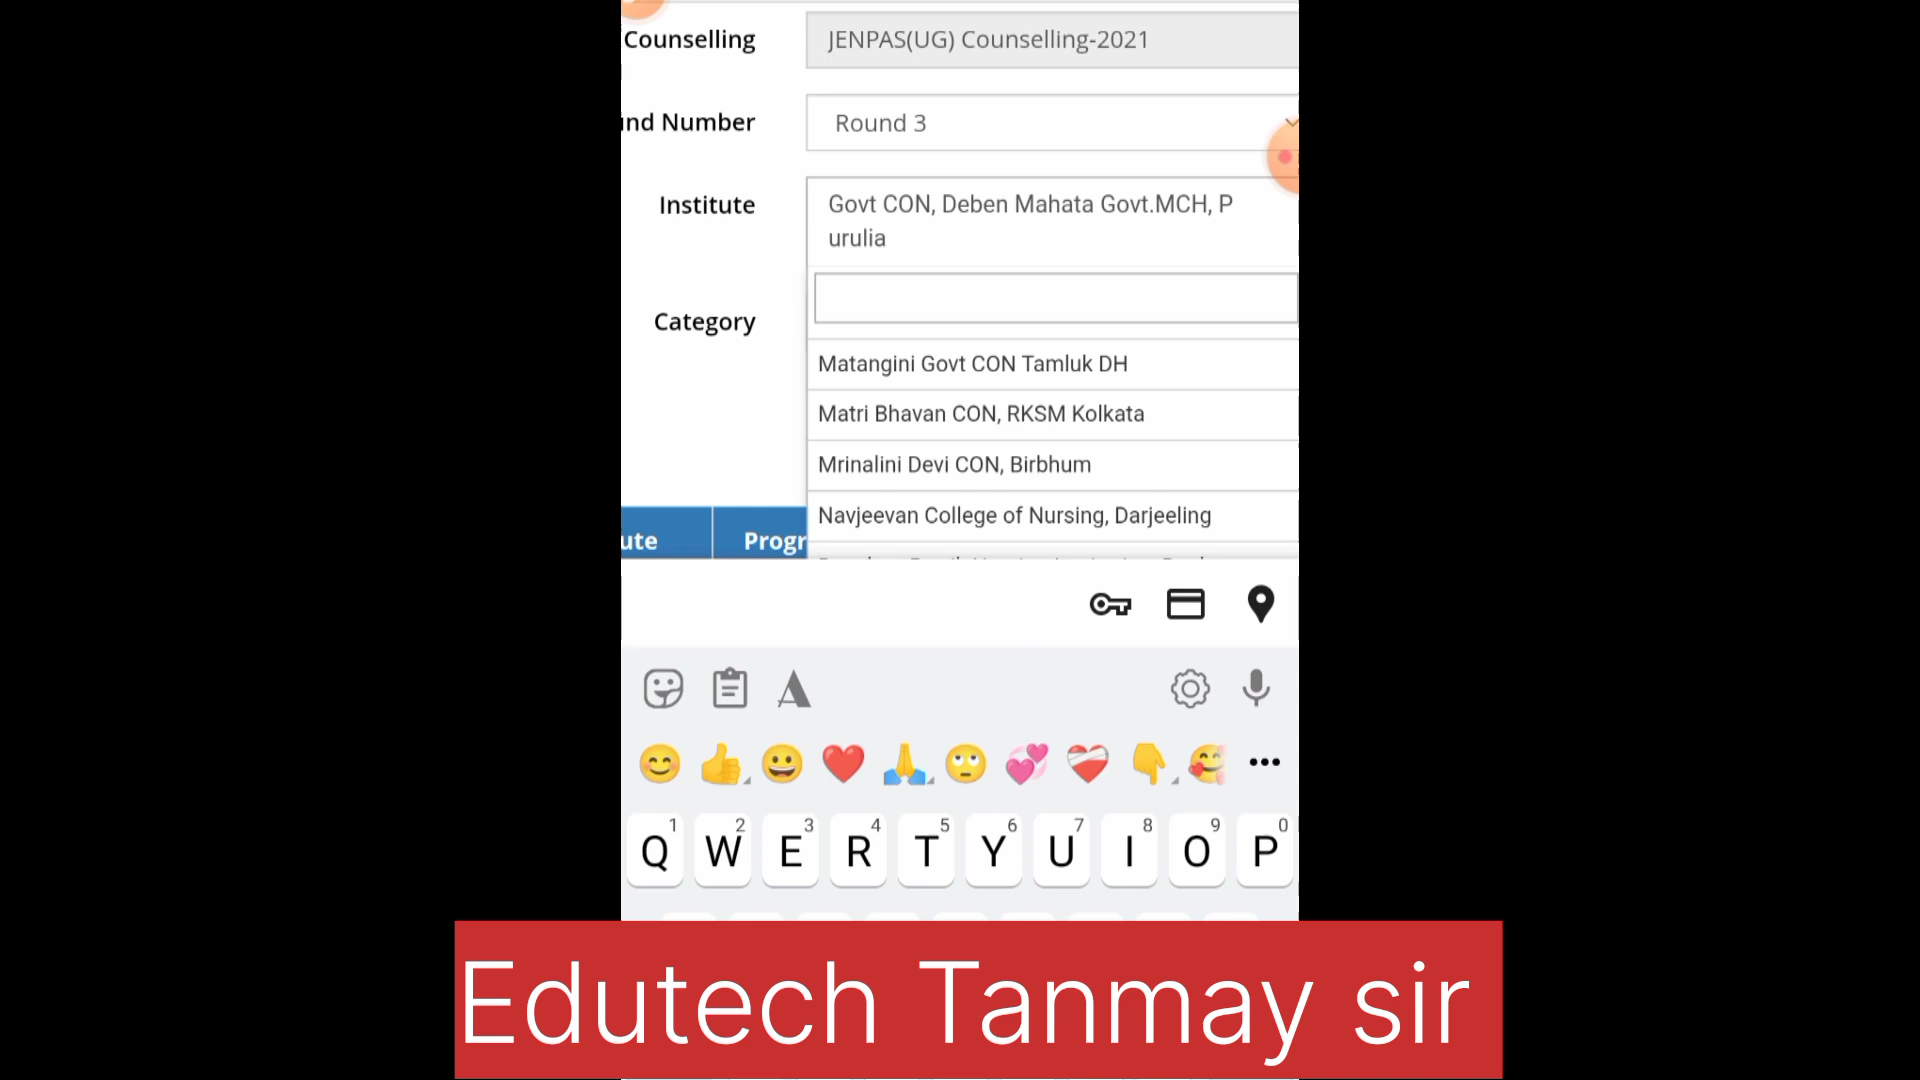 Counselling
JENPAS(UG) Counselling-2021
und Number
Round 3
Institute
Govt CON, Deben Mahata Govt.MCH, P
urulia
Category
Matangini Govt CON Tamluk DH
Matri Bhavan CON, RKSM Kolkata
Mrinalini Devi CON, Birbhum
Navjeevan College of Nursing, Darjeeling
ute
Progr
1 2 3 4 5 6 7 8 9 0
Q W E R T Y U I O P
Edutech Tanmay sir